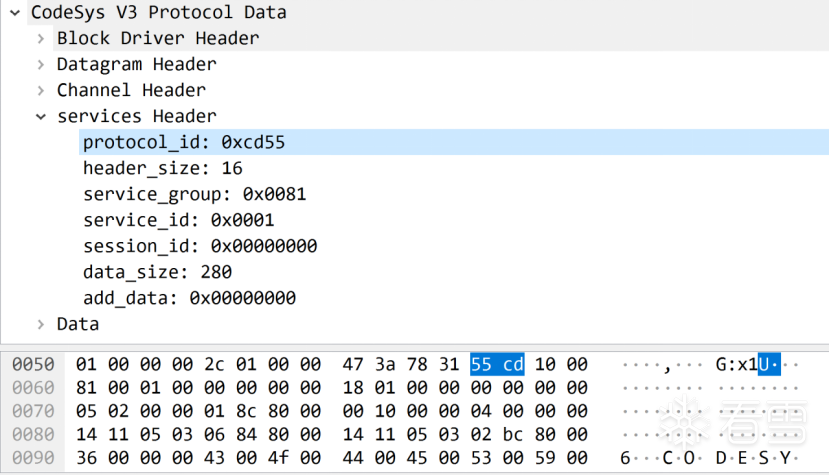 CodeSys V3 Protocol Data
Block Driver Header
Datagram Header
Channel Header
services Header
protocol_id: 0xcd55
header_size: 16
service_group: 0x0081
service_id: 0x0001
session_id: 0x00000000
data_size: 280
add_data: 0x00000000
Data
0050 01 00 00 00 2c 01 00 00 47 3a 78 31 55 cd 10 00 ····,··· G:x1U···
0060 81 00 01 00 00 00 00 00 18 01 00 00 00 00 00 00 ········ ········
0070 05 02 00 00 01 8c 80 00 00 10 00 00 04 00 00 00 ········ ········
0080 14 11 05 03 06 84 80 00 14 11 05 03 02 bc 80 00 ········ ········
0090 36 00 00 00 43 00 4f 00 44 00 45 00 53 00 59 00 6···C·O· D·E·S·Y·
看雪